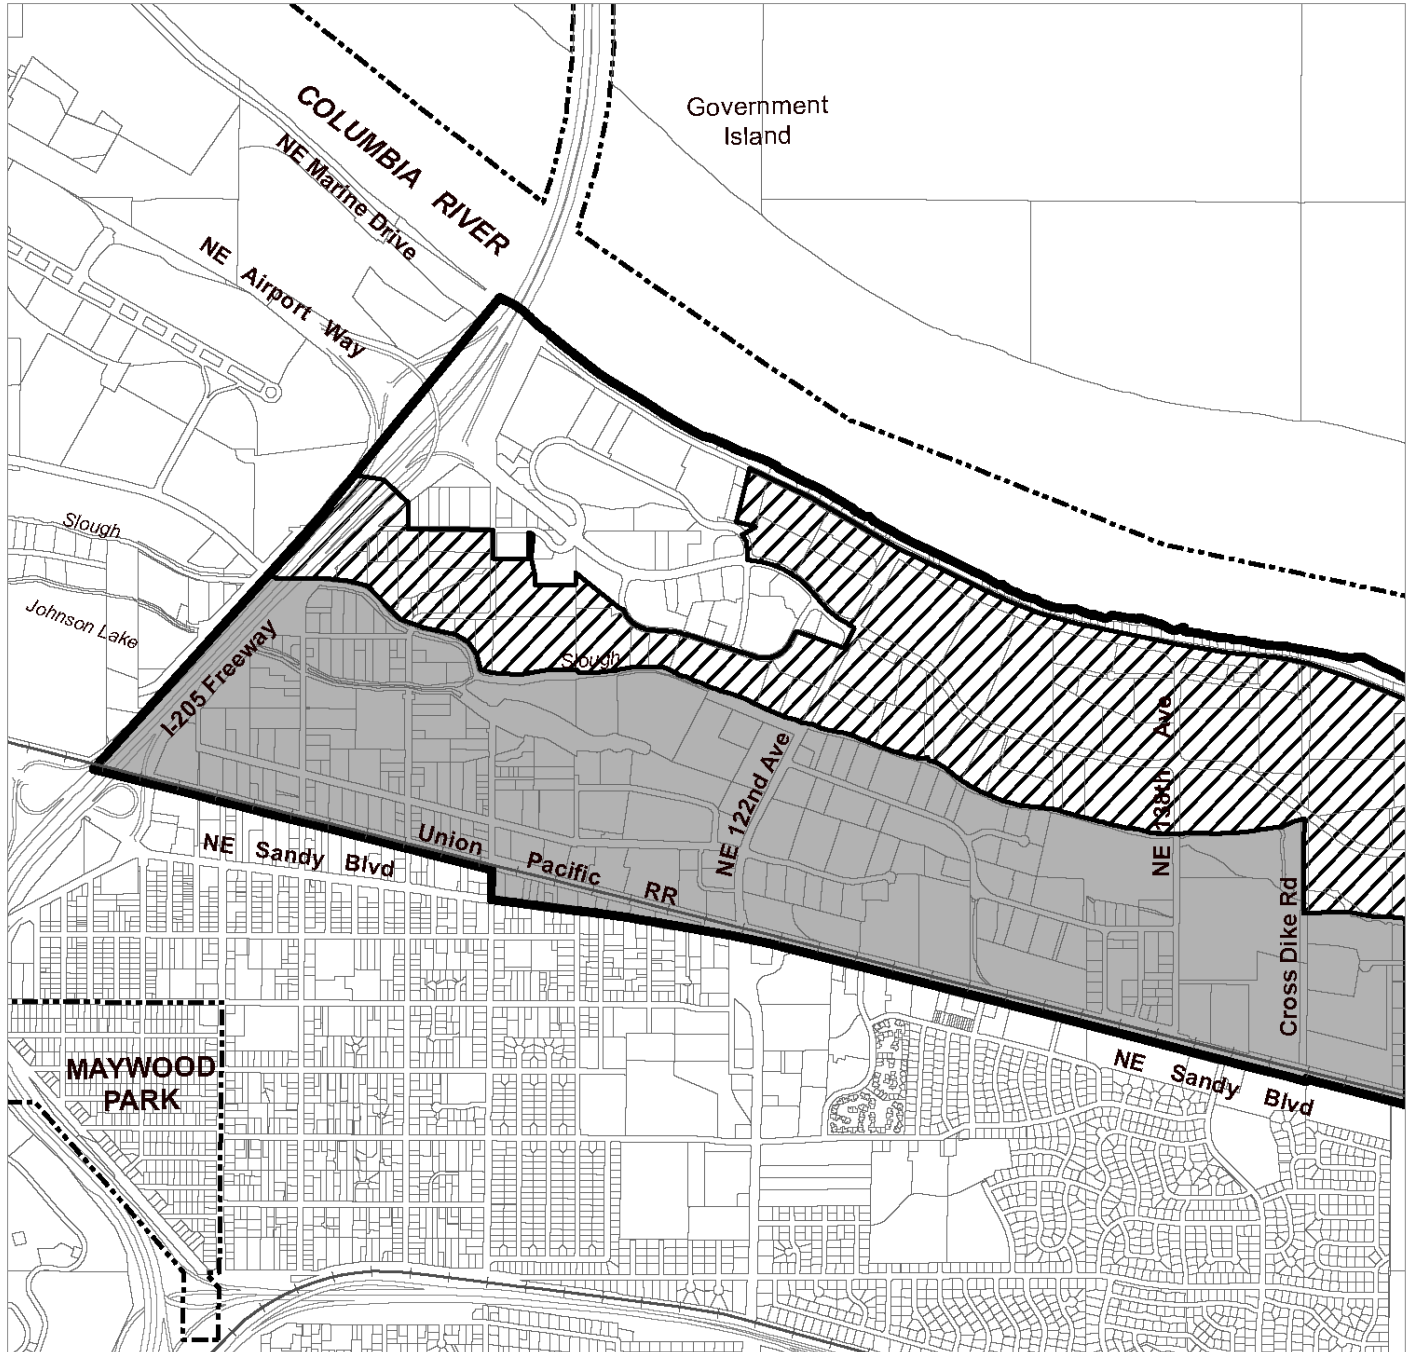 Government
Island
COLUMBIA RIVER
NE Marine Drive
NE Airport Way
Slough
Johnson Lake
I-205 Freeway
Slough
NE 138th Ave
NE 122nd Ave
NE Sandy Blvd
Union Pacific RR
Cross Dike Rd
MAYWOOD
PARK
NE Sandy Blvd